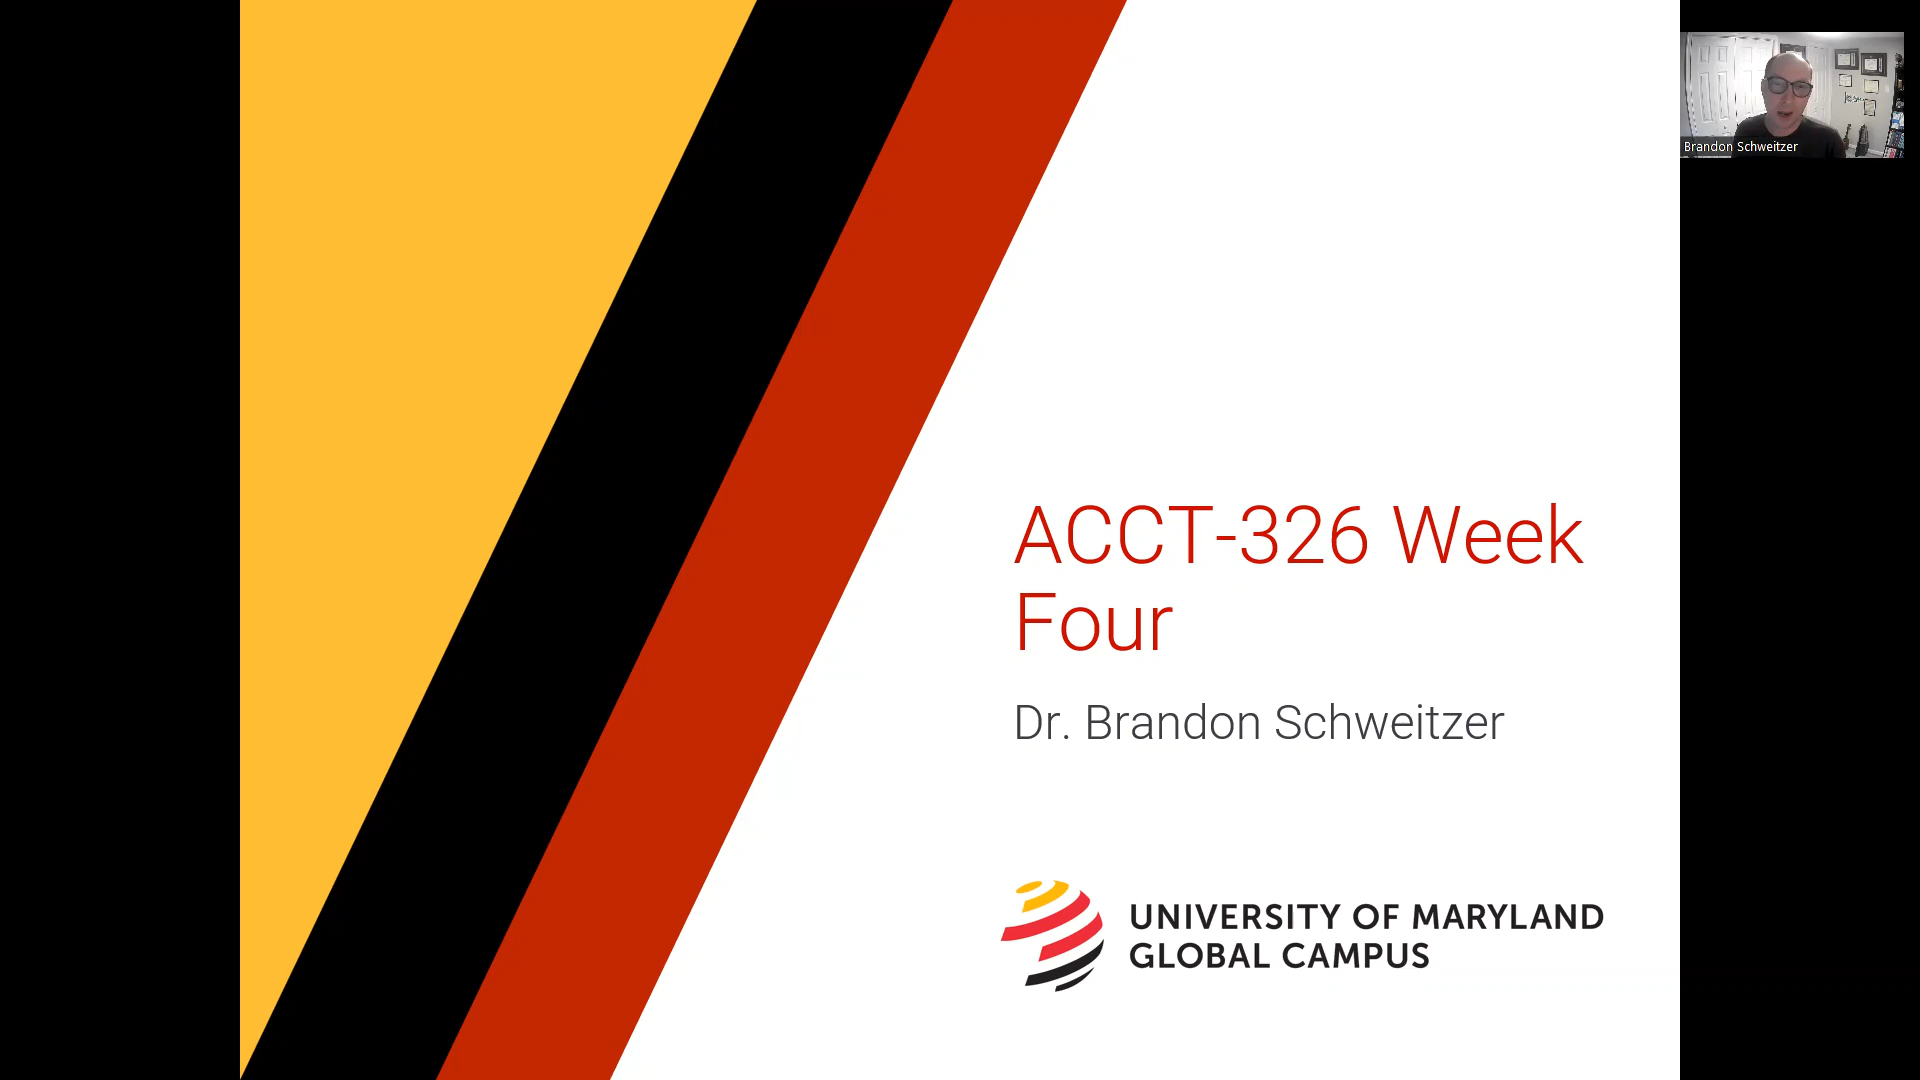 Brandon Schweitzer
ACCT-326 Week
Four
Dr. Brandon Schweitzer
UNIVERSITY OF MARYLAND
GLOBAL CAMPUS